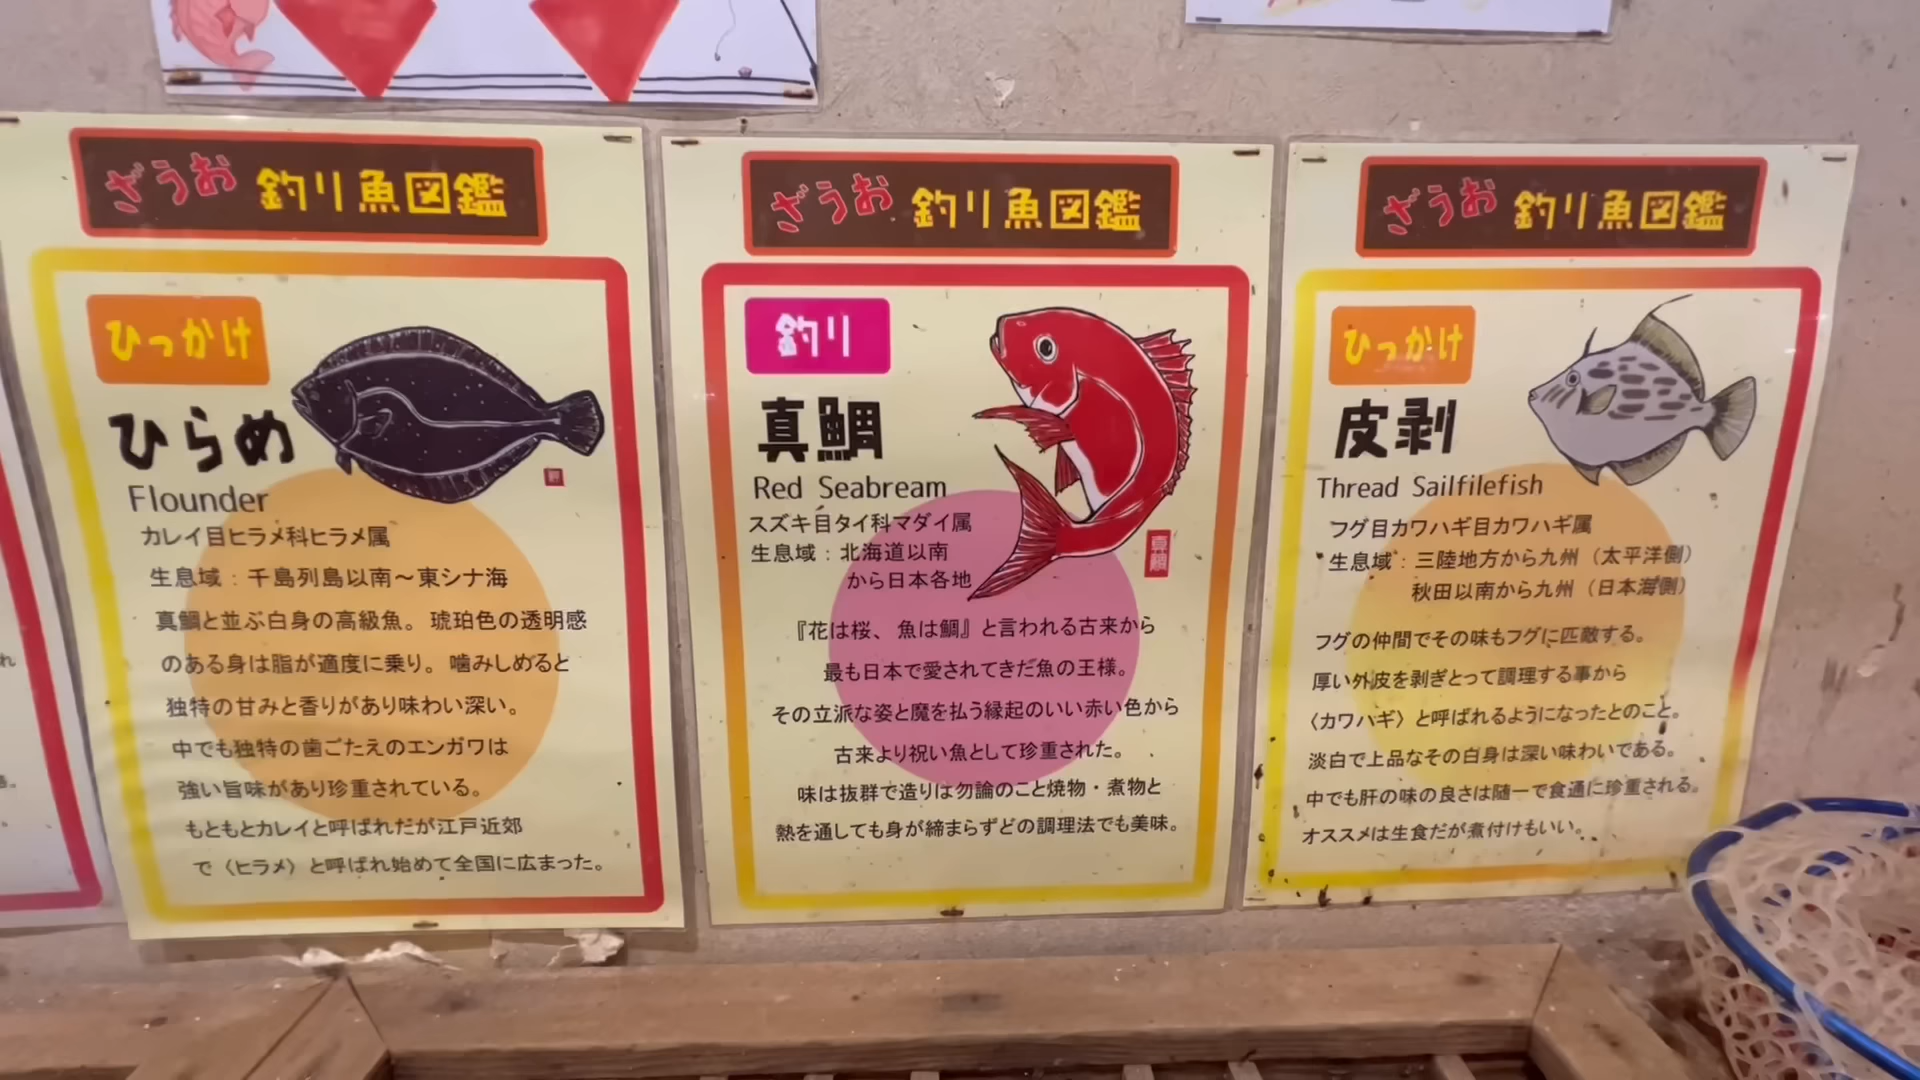 ざうお 釣り魚図鑑
ひっかけ
ひらめ
Flounder
カレイ目ヒラメ科ヒラメ属
生息域：千島列島以南～東シナ海
真鯛と並ぶ白身の高級魚。琥珀色の透明感
のある身は脂が適度に乗り。噛みしめると
独特の甘みと香りがあり味わい深い。
中でも独特の歯ごたえのエンガワは
強い旨味があり珍重されている。
もともとカレイと呼ばれだが江戸近郊
で〈ヒラメ〉と呼ばれ始めて全国に広まった。
ざうお 釣り魚図鑑
釣り
真鯛
Red Seabream
スズキ目タイ科マダイ属
生息域：北海道以南
から日本各地
真鯛
『花は桜、魚は鯛』と言われる古来から
最も日本で愛されてきだ魚の王様。
その立派な姿と魔を払う縁起のいい赤い色から
古来より祝い魚として珍重された。
味は抜群で造りは勿論のこと焼物・煮物と
熱を通しても身が締まらずどの調理法でも美味。
ざうお 釣り魚図鑑
ひっかけ
皮剥
Thread Sailfilefish
フグ目カワハギ目カワハギ属
生息域：三陸地方から九州（太平洋側）
秋田以南から九州（日本海側）
フグの仲間でその味もフグに匹敵する。
厚い外皮を剥ぎとって調理する事から
〈カワハギ〉と呼ばれるようになったとのこと。
淡白で上品なその白身は深い味わいである。
中でも肝の味の良さは随一で食通に珍重される。
オススメは生食だが煮付けもいい。